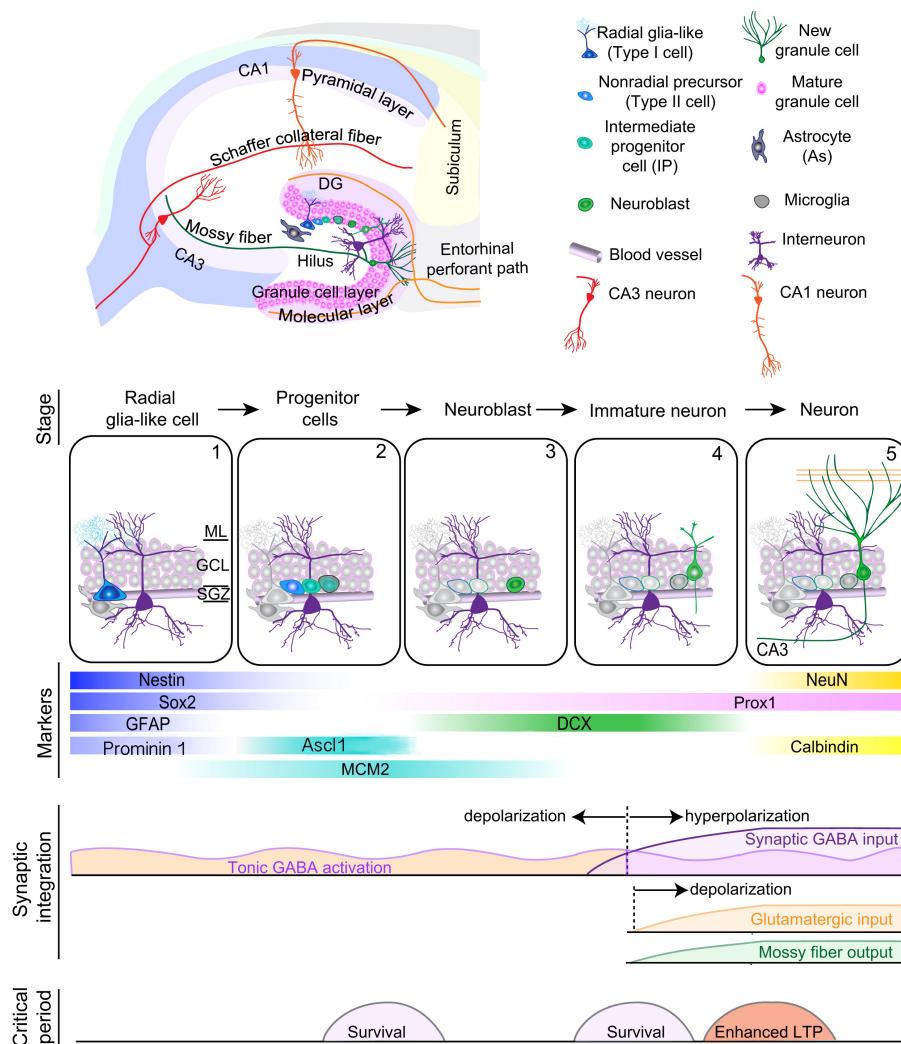 CA1
Pyramidal layer
Schaffer collateral fiber
Subiculum
DG
Mossy fiber
CA3
Hilus
Entorhinal
perforant path
Granule cell layer
Molecular layer
Radial glia-like
(Type I cell)
New
granule cell
Nonradial precursor
(Type II cell)
Mature
granule cell
Intermediate
progenitor
cell (IP)
Astrocyte
(As)
Neuroblast
Microglia
Blood vessel
Interneuron
CA3 neuron
CA1 neuron
Stage
Radial
glia-like cell
Progenitor
cells
Neuroblast
Immature neuron
Neuron
1
2
3
4
5
ML
GCL
SGZ
CA3
Markers
Nestin
NeuN
Sox2
Prox1
GFAP
DCX
Prominin 1
Ascl1
Calbindin
MCM2
Synaptic
integration
depolarization
hyperpolarization
Synaptic GABA input
Tonic GABA activation
depolarization
Glutamatergic input
Mossy fiber output
Critical
period
Survival
Survival
Enhanced LTP